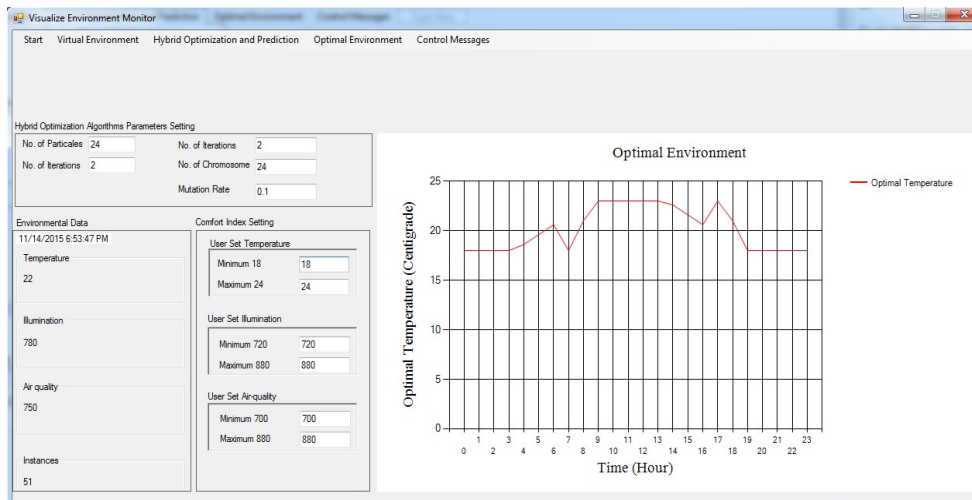 Visualize Environment Monitor
Start Virtual Environment Hybrid Optimization and Prediction Optimal Environment Control Messages
Hybrid Optimization Algorithms Parameters Setting
No. of Particales 24
No. of Iterations 2
No. of Iterations 2
No. of Chromosome 24
Mutation Rate 0.1
Environmental Data
11/14/2015 6:53:47 PM
Temperature
22
Illumination
780
Air quality
750
Instances
51
Comfort Index Setting
User Set Temperature
Minimum 18 18
Maximum 24 24
User Set Illumination
Minimum 720 720
Maximum 880 880
User Set Air-quality
Minimum 700 700
Maximum 880 880
Optimal Environment
Optimal Temperature
Optimal Temperature (Centigrade)
25
20
15
10
5
0
1 3 5 7 9 11 13 15 17 19 21 23
0 2 4 6 8 10 12 14 16 18 20 22
Time (Hour)